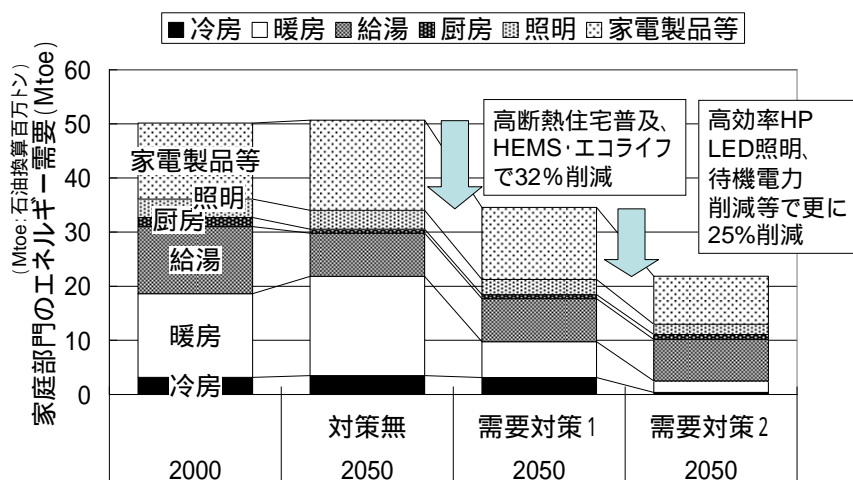 ■冷房 □暖房 給湯 厨房 照明 家電製品等
(Mtoe:石油換算百万トン)
家庭部門のエネルギー需要(Mtoe)
60
50
40
30
20
10
0
家電製品等
照明
厨房
給湯
暖房
冷房
高断熱住宅普及、
HEMS・エコライフ
で32%削減
高効率HP
LED照明、
待機電力
削減等で更に
25%削減
対策無 需要対策1 需要対策2
2000 2050 2050 2050